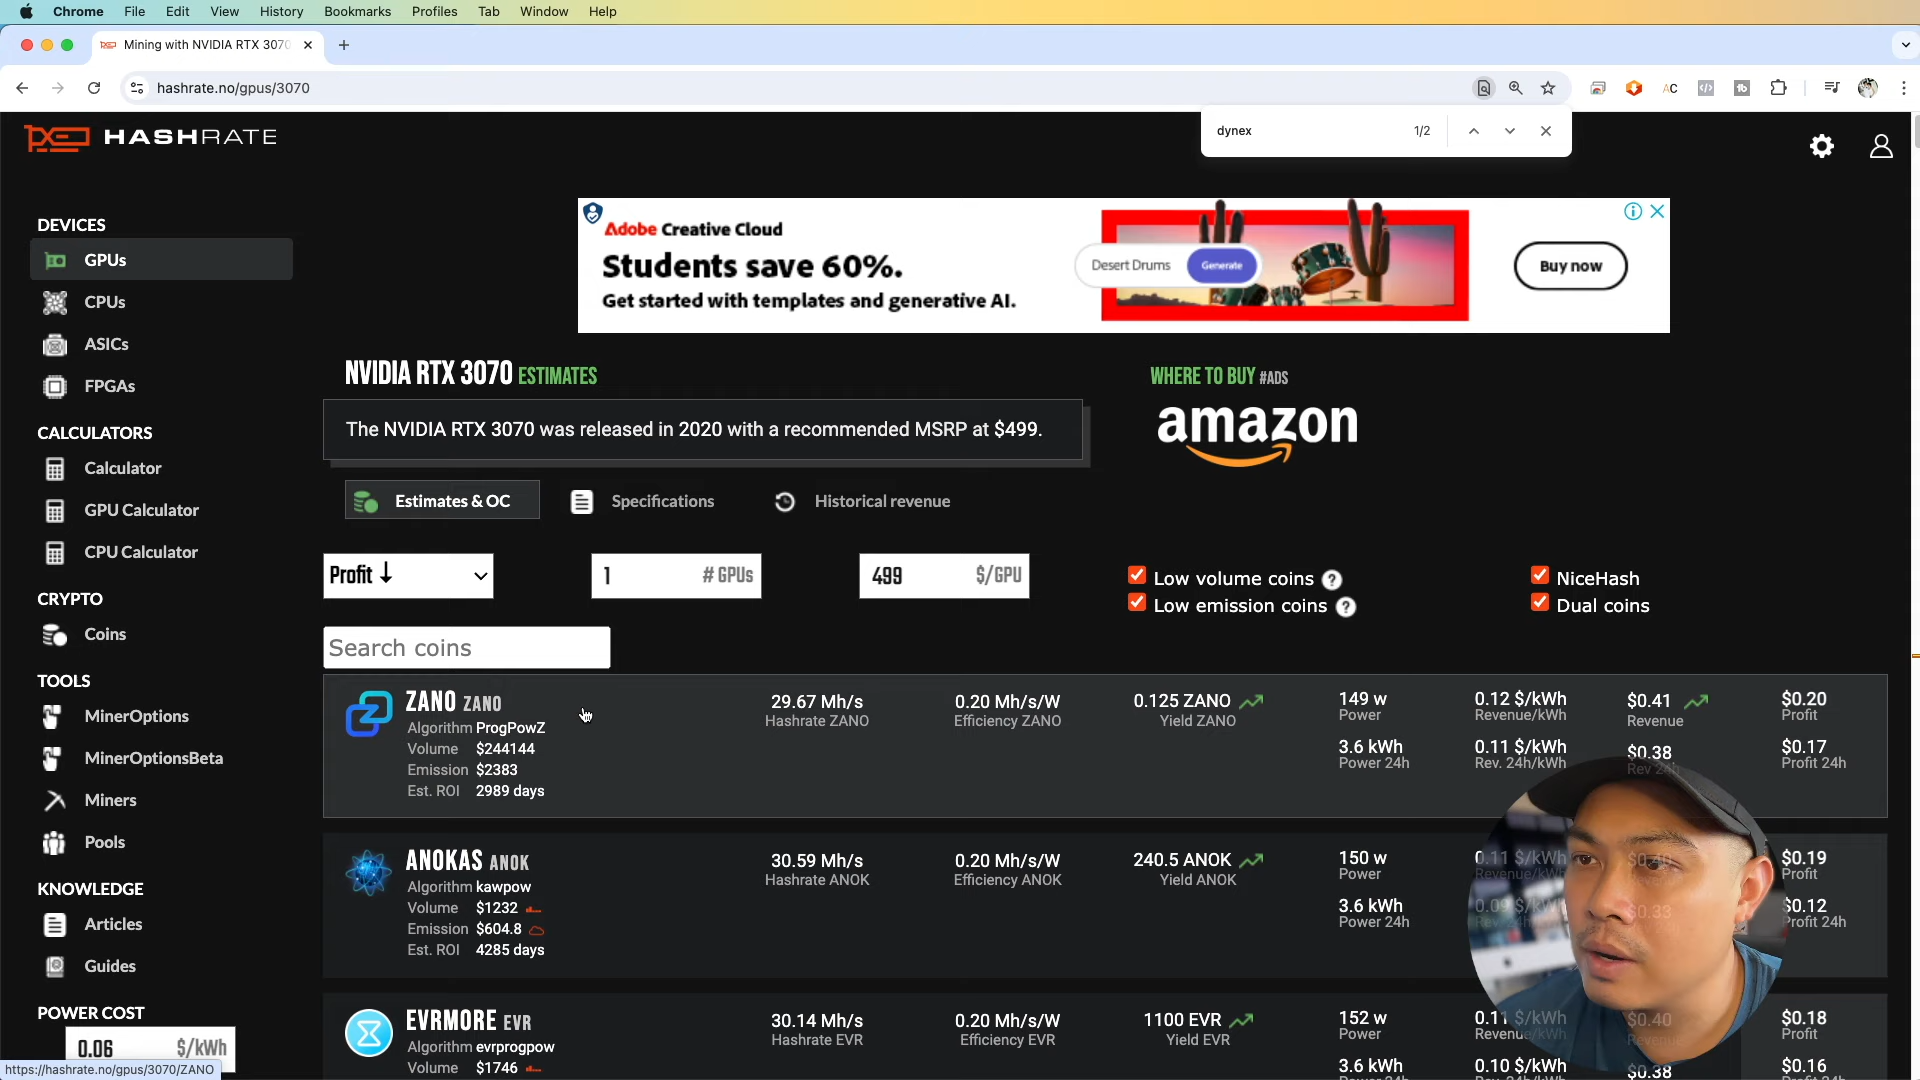 Chrome File Edit View History Bookmarks Profiles Tab Window Help
Mining with NVIDIA RTX 3070
hashrate.no/gpus/3070
dynex 1/2
HASHRATE
DEVICES
GPUs
CPUs
ASICs
FPGAs
CALCULATORS
Calculator
GPU Calculator
CPU Calculator
CRYPTO
Coins
TOOLS
MinerOptions
MinerOptionsBeta
Miners
Pools
KNOWLEDGE
Articles
Guides
POWER COST
0.06 $/kWh
https://hashrate.no/gpus/3070/ZANO
Adobe Creative Cloud
Students save 60%.
Get started with templates and generative AI.
Desert Drums Generate
Buy now
NVIDIA RTX 3070 ESTIMATES
The NVIDIA RTX 3070 was released in 2020 with a recommended MSRP at $499.
WHERE TO BUY #ADS
amazon
Estimates & OC Specifications Historical revenue
Profit ↓ 1 # GPUs 499 $/GPU
Low volume coins ? NiceHash
Low emission coins ? Dual coins
Search coins
ZANO ZANO
Algorithm ProgPowZ
Volume $244144
Emission $2383
Est. ROI 2989 days
29.67 Mh/s
Hashrate ZANO
0.20 Mh/s/W
Efficiency ZANO
0.125 ZANO
Yield ZANO
149 w
Power
3.6 kWh
Power 24h
0.12 $/kWh
Revenue/kWh
0.11 $/kWh
Rev. 24h/kWh
$0.41
Revenue
$0.38
Rev 24h
$0.20
Profit
$0.17
Profit 24h
ANOKAS ANOK
Algorithm kawpow
Volume $1232
Emission $604.8
Est. ROI 4285 days
30.59 Mh/s
Hashrate ANOK
0.20 Mh/s/W
Efficiency ANOK
240.5 ANOK
Yield ANOK
150 w
Power
3.6 kWh
Power 24h
0.11 $/kWh
Revenue/kWh
0.09 $/kWh
$0.33
$0.19
Profit
$0.12
Profit 24h
EVRMORE EVR
Algorithm evrprogpow
Volume $1746
30.14 Mh/s
Hashrate EVR
0.20 Mh/s/W
Efficiency EVR
1100 EVR
Yield EVR
152 w
Power
3.6 kWh
0.11 $/kWh
Revenue/kWh
0.10 $/kWh
$0.40
Revenue
$0.38
$0.18
Profit
$0.16